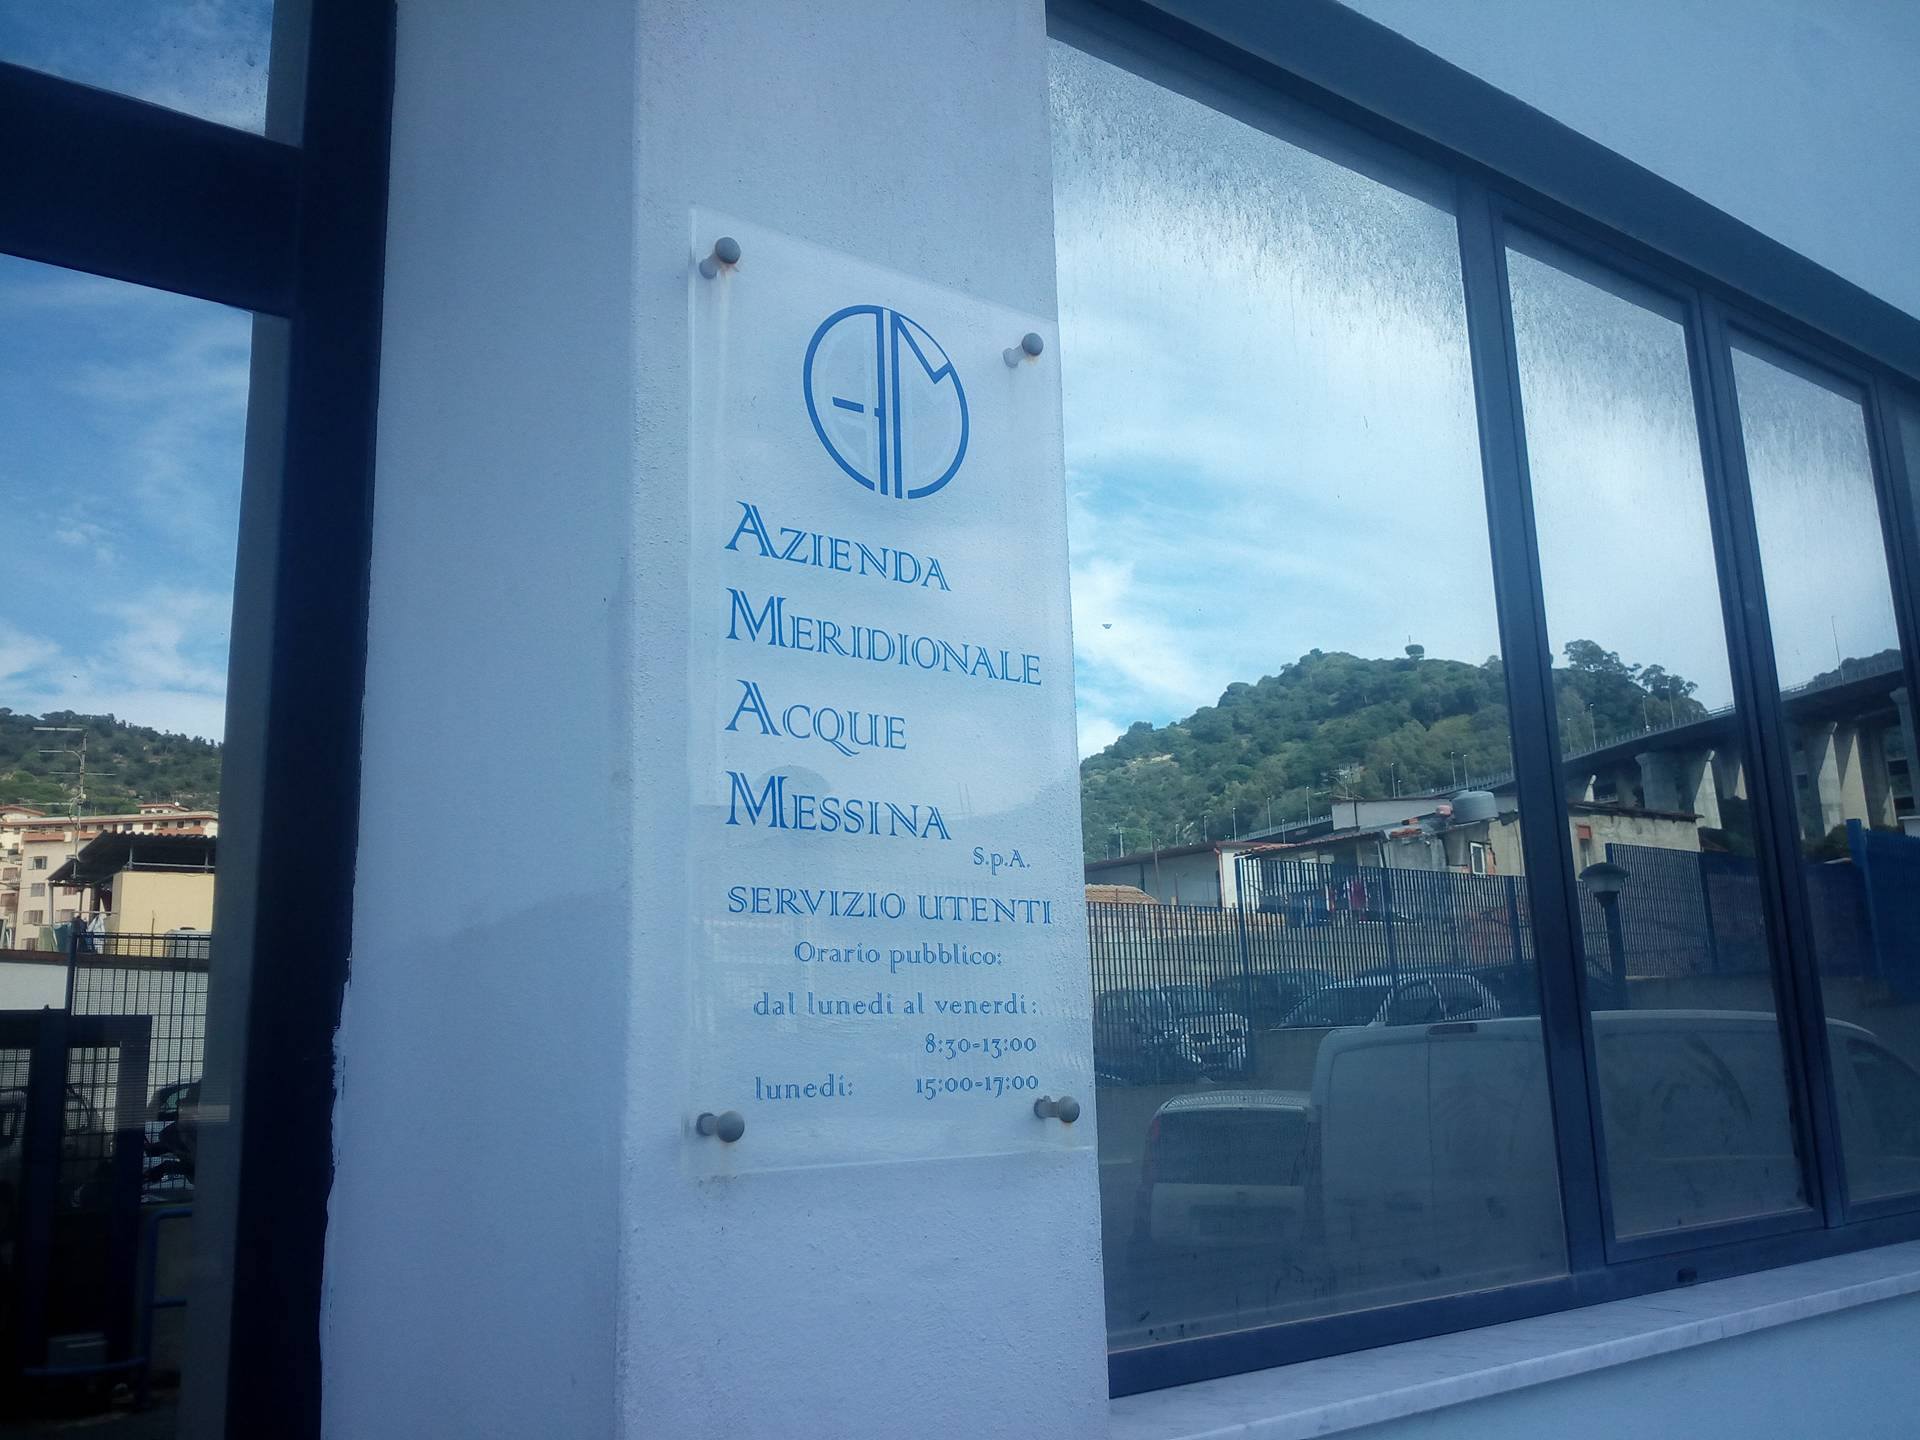 AM
AZIENDA
MERIDIONALE
ACQUE
MESSINA
S.p.A.
SERVIZIO UTENTI
Orario pubblico:
dal lunedi al venerdi:
8:30-13:00
lunedi: 15:00-17:00